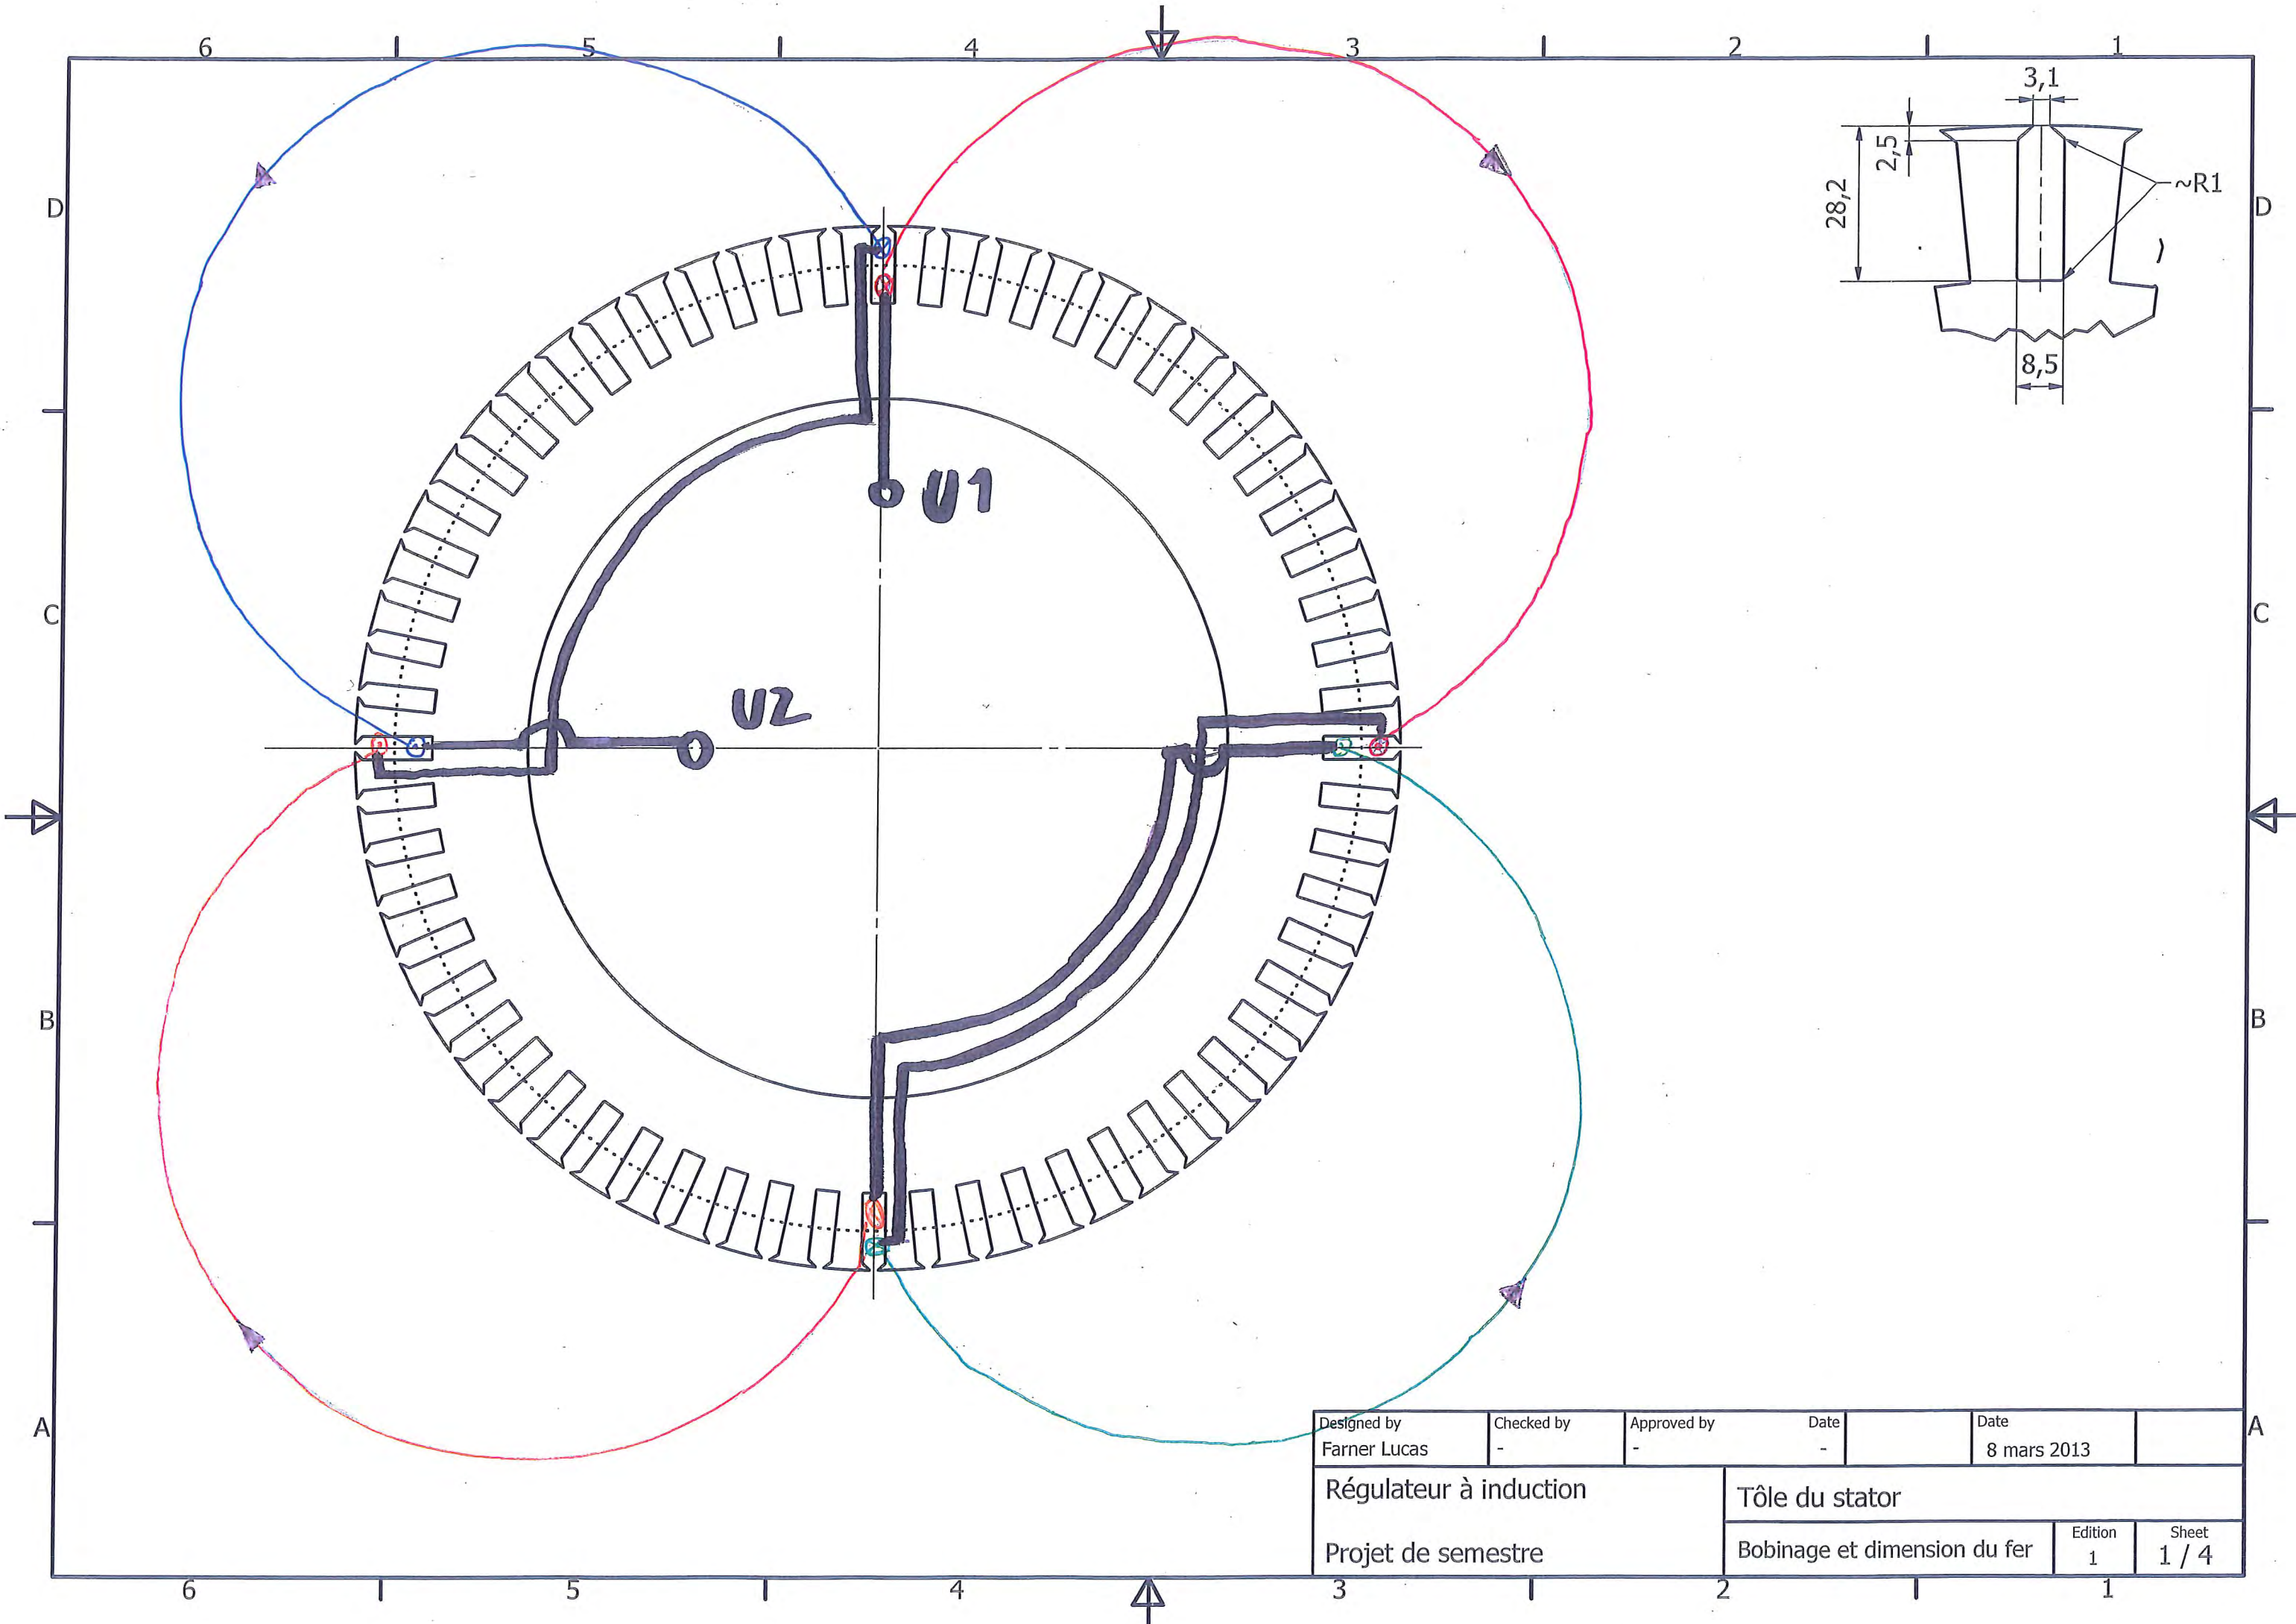 6 5 4 3 2 1
3,1
2,5
28,2
~R1
8,5
D D
U1
C C
U2
B B
A A
Designed by Checked by Approved by Date Date
Farner Lucas - - - 8 mars 2013
Régulateur à induction
Tôle du stator
Projet de semestre
Bobinage et dimension du fer
Edition Sheet
1 1 / 4
6 5 4 3 2 1